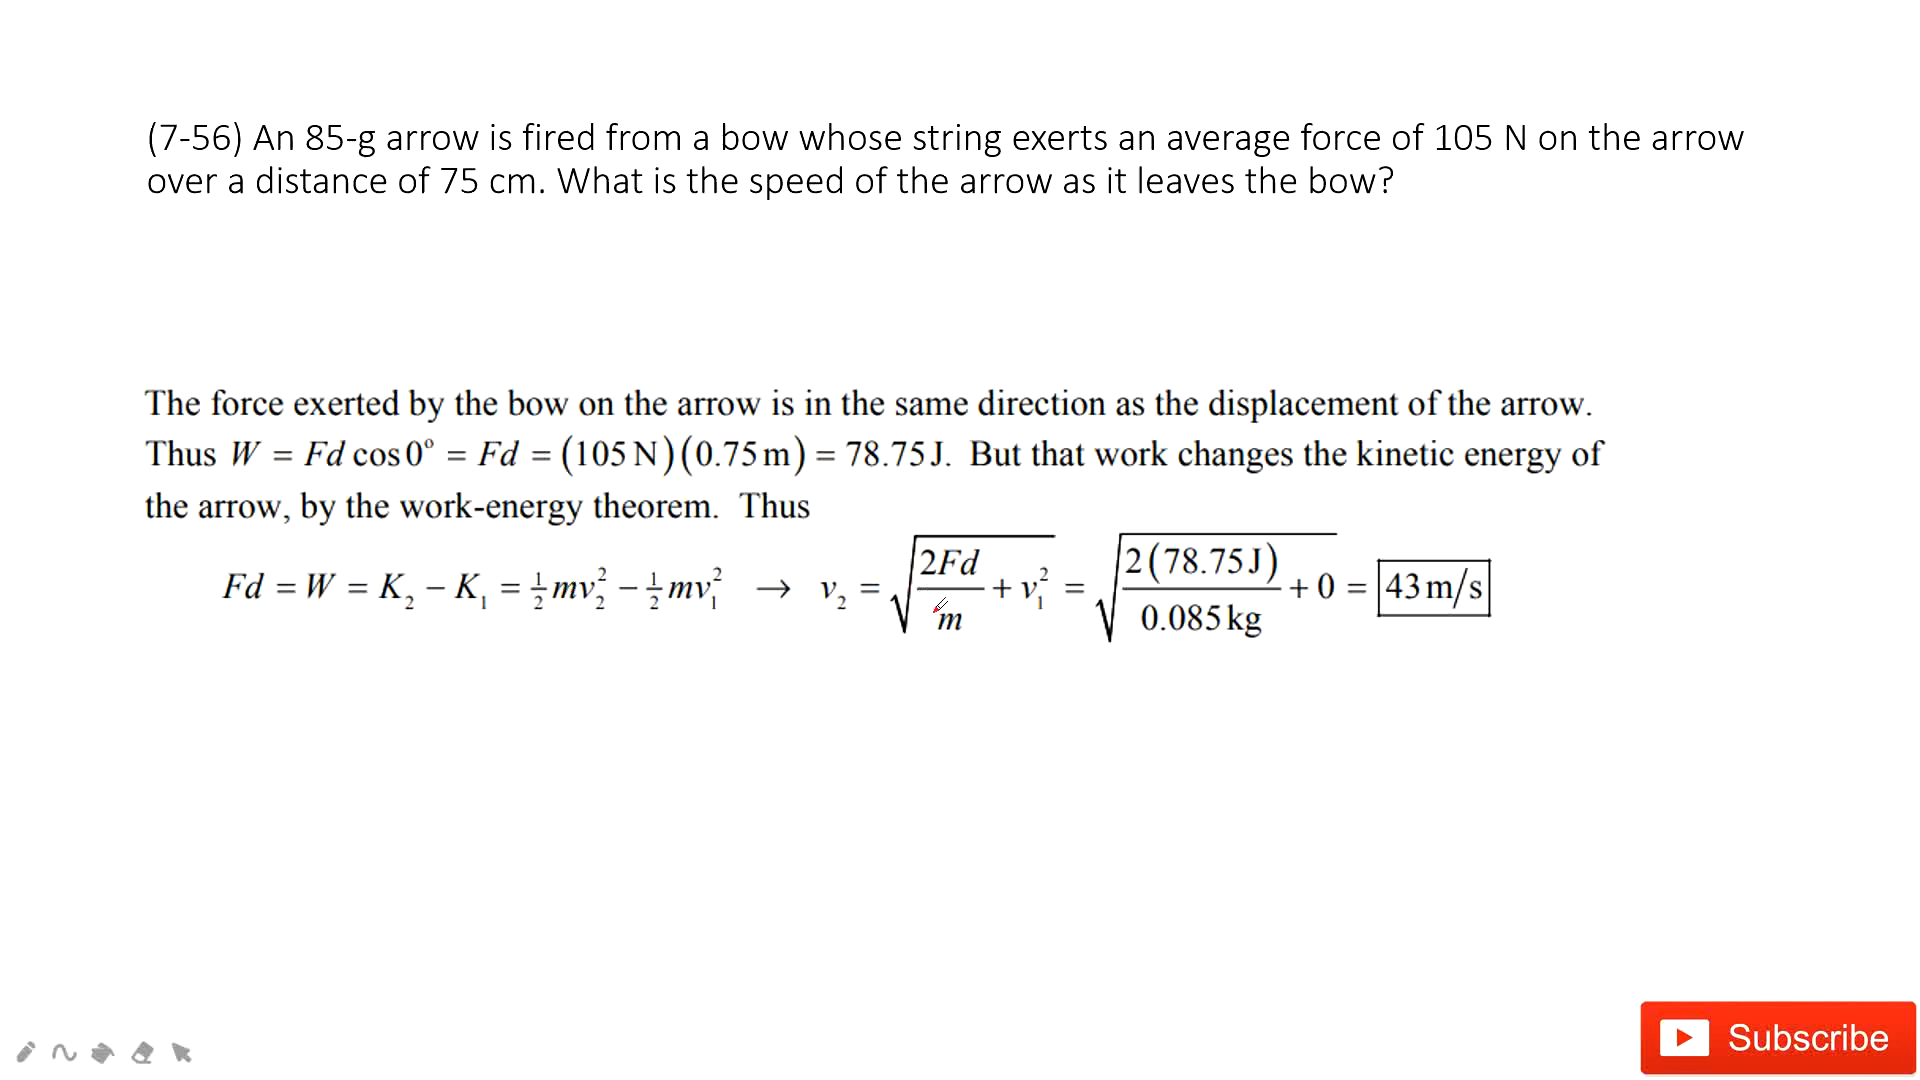 (7-56) An 85-g arrow is fired from a bow whose string exerts an average force of 105 N on the arrow
over a distance of 75 cm. What is the speed of the arrow as it leaves the bow?
The force exerted by the bow on the arrow is in the same direction as the displacement of the arrow.
Thus W = Fd cos 0° = Fd = (105 N)(0.75 m) = 78.75 J. But that work changes the kinetic energy of
the arrow, by the work-energy theorem. Thus
Fd = W = K₂ − K₁ = ½mv₂² − ½mv₁² → v₂ = √(2Fd/m + v₁²) = √(2(78.75 J)/0.085 kg + 0) = 43 m/s
Subscribe